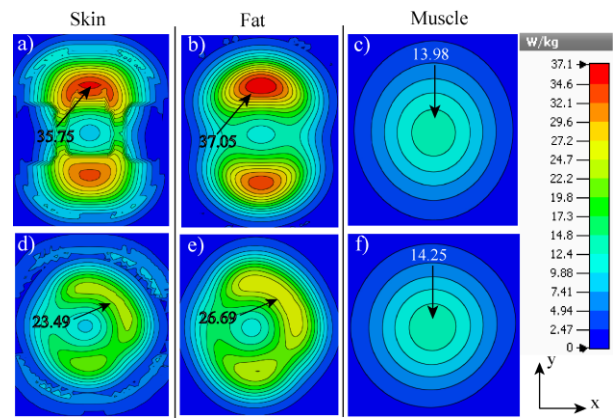 Skin Fat Muscle
a) b) c) W/kg
13.98 37.1
34.6
32.1
29.6
35.75 37.05 27.2
24.7
22.2
19.8
17.3
d) e) f) 14.8
14.25 12.4
9.88
7.41
23.49 26.69 4.94
2.47
0
y
x